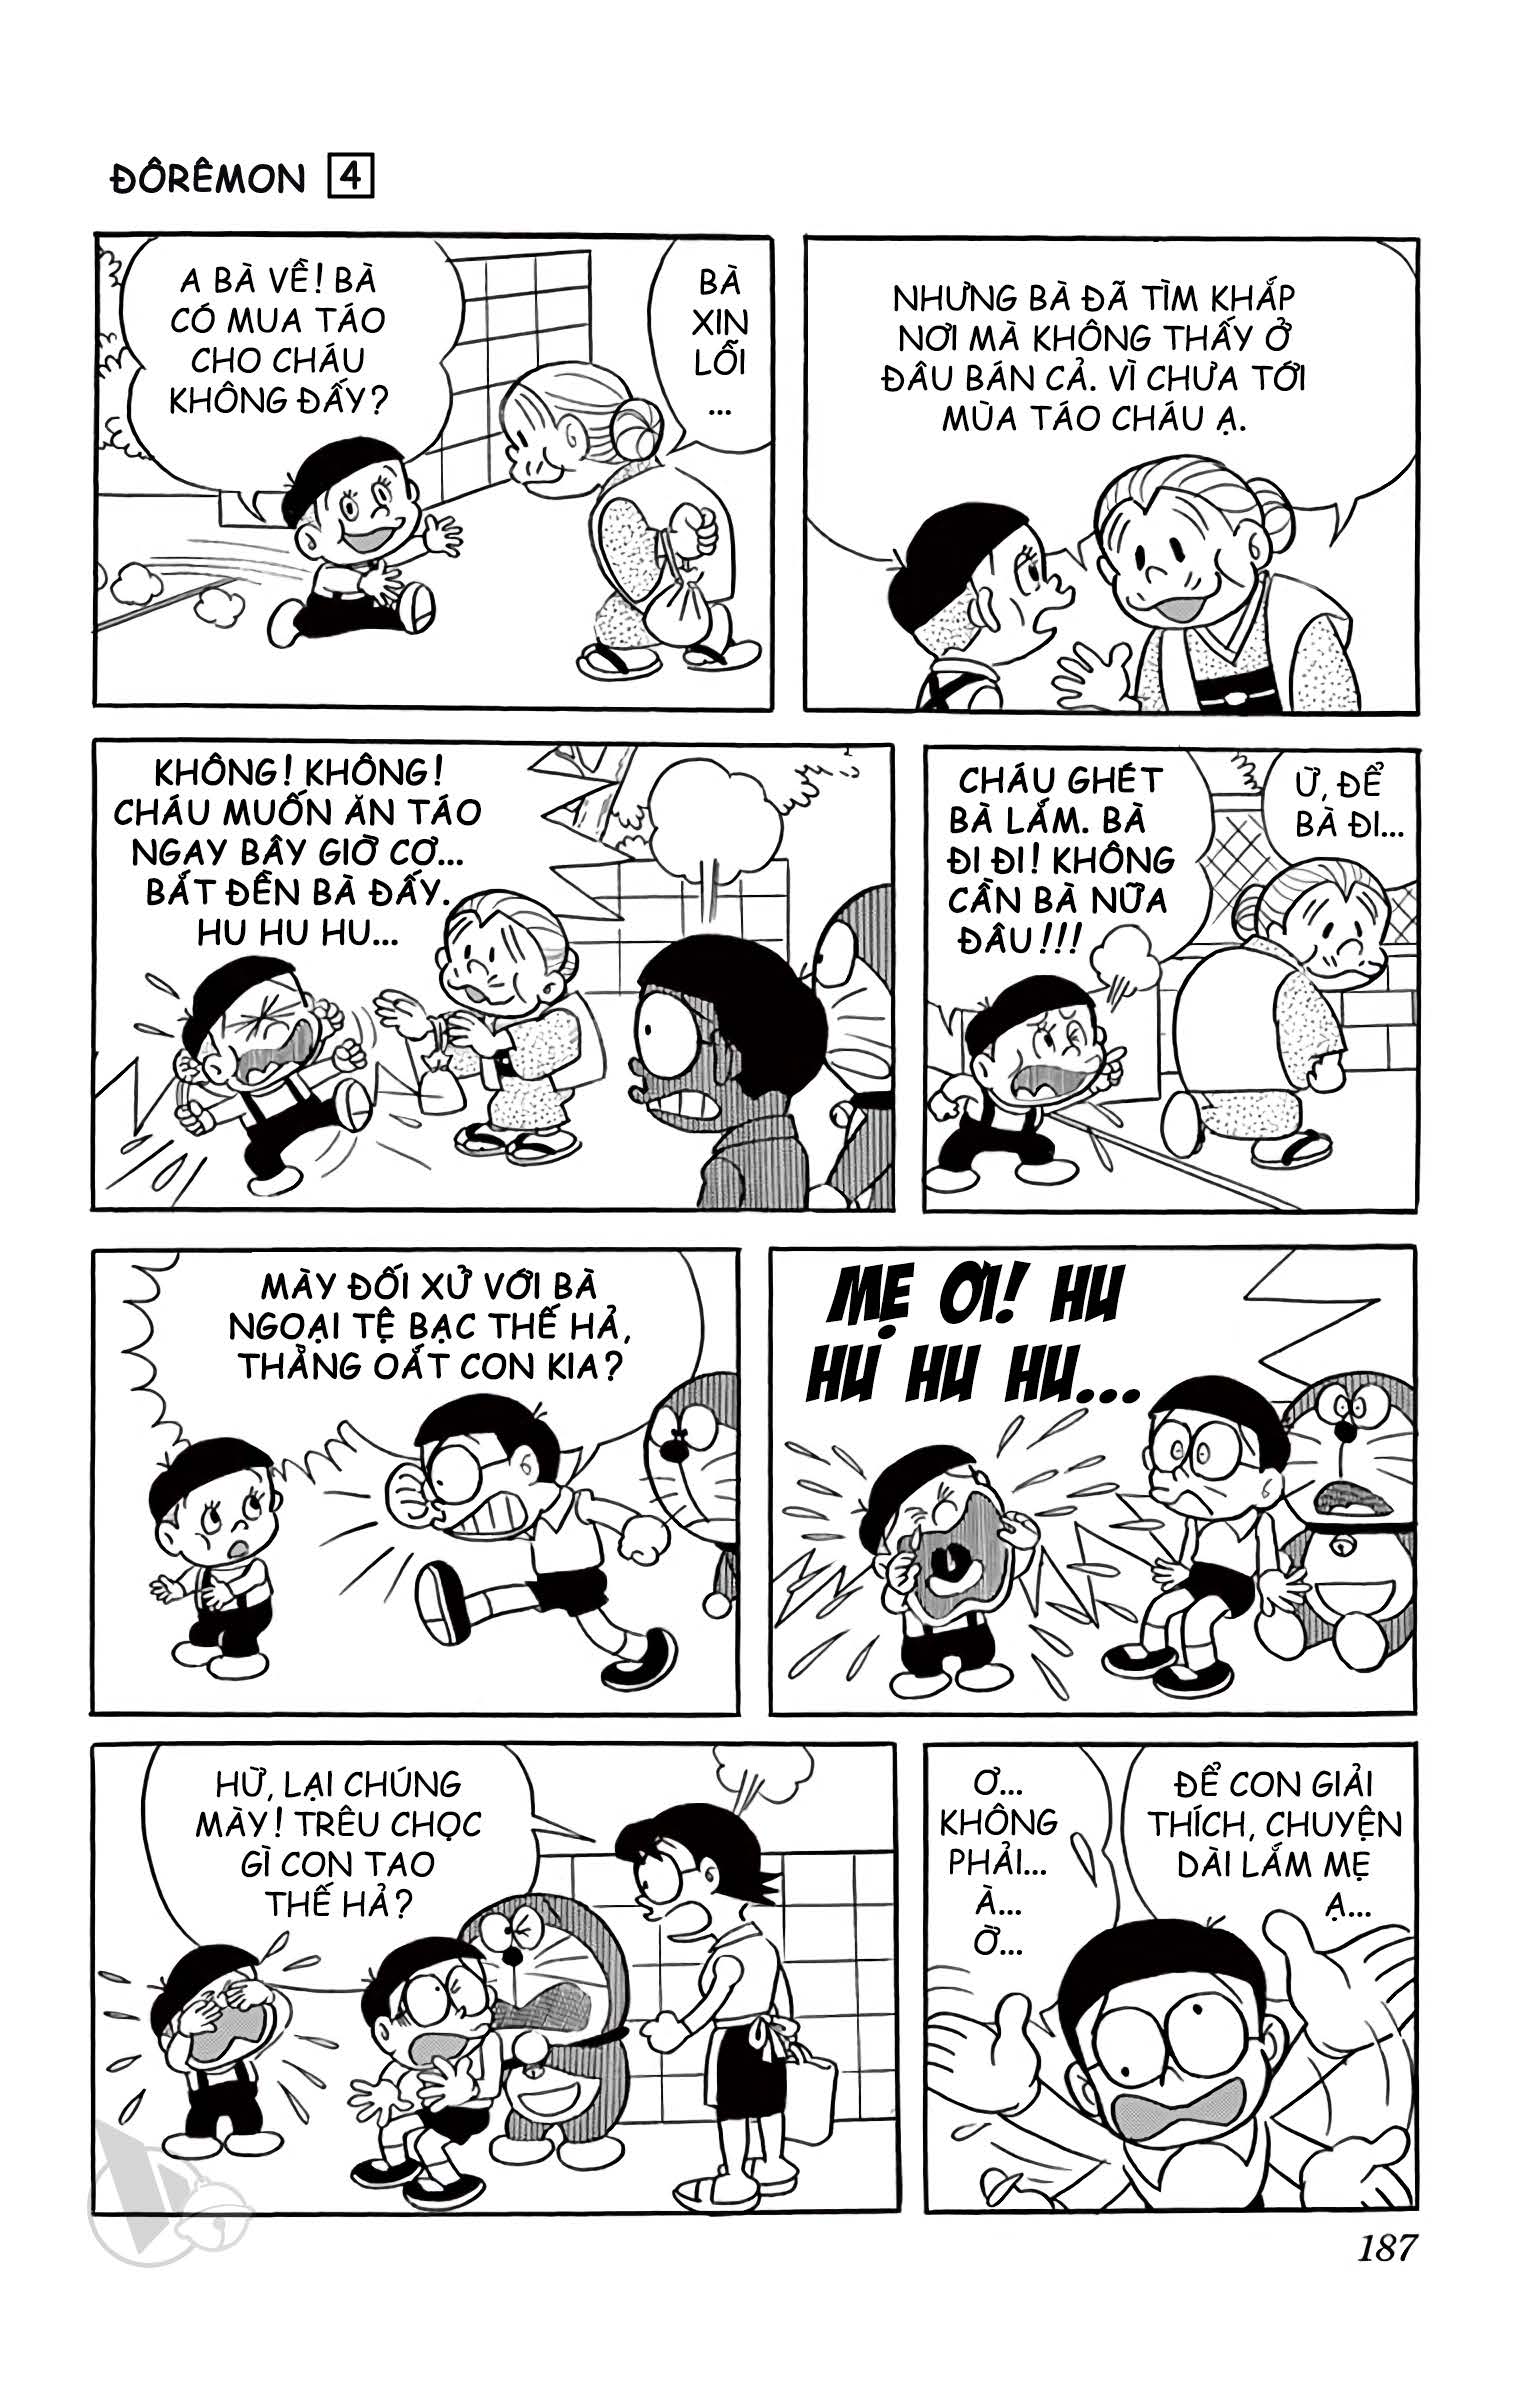 ĐÔRÊMON 4
A BÀ VỀ! BÀ
CÓ MUA TÁO
CHO CHÁU
KHÔNG ĐẤY?
BÀ
XIN
LỖI
...
NHƯNG BÀ ĐÃ TÌM KHẮP
NƠI MÀ KHÔNG THẤY Ở
ĐÂU BÁN CẢ. VÌ CHƯA TỚI
MÙA TÁO CHÁU Ạ.
KHÔNG! KHÔNG!
CHÁU MUỐN ĂN TÁO
NGAY BÂY GIỜ CƠ...
BẮT ĐỀN BÀ ĐẤY.
HU HU HU...
CHÁU GHÉT
BÀ LẮM. BÀ
ĐI ĐI! KHÔNG
CẦN BÀ NỮA
ĐÂU!!!
Ừ, ĐỂ
BÀ ĐI...
MÀY ĐỐI XỬ VỚI BÀ
NGOẠI TỆ BẠC THẾ HẢ,
THẰNG OẮT CON KIA?
MẸ ƠI! HU
HU HU HU...
HỪ, LẠI CHÚNG
MÀY! TRÊU CHỌC
GÌ CON TAO
THẾ HẢ?
Ơ...
KHÔNG
PHẢI...
À...
Ờ...
ĐỂ CON GIẢI
THÍCH, CHUYỆN
DÀI LẮM MẸ
Ạ...
187